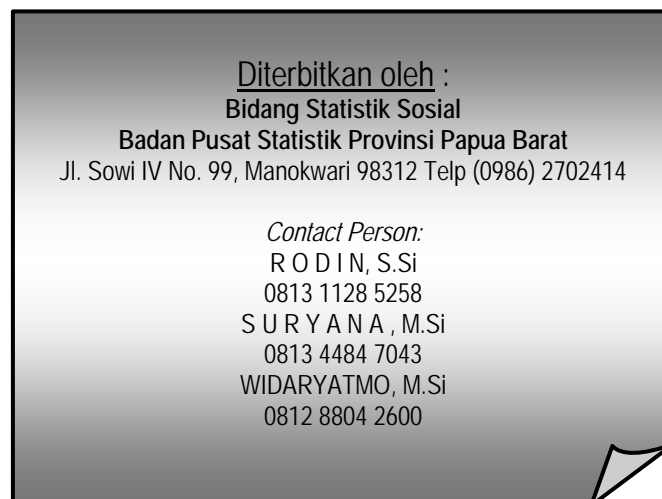 Diterbitkan oleh :
Bidang Statistik Sosial
Badan Pusat Statistik Provinsi Papua Barat
Jl. Sowi IV No. 99, Manokwari 98312 Telp (0986) 2702414
Contact Person:
R O D I N, S.Si
0813 1128 5258
S U R Y A N A , M.Si
0813 4484 7043
WIDARYATMO, M.Si
0812 8804 2600